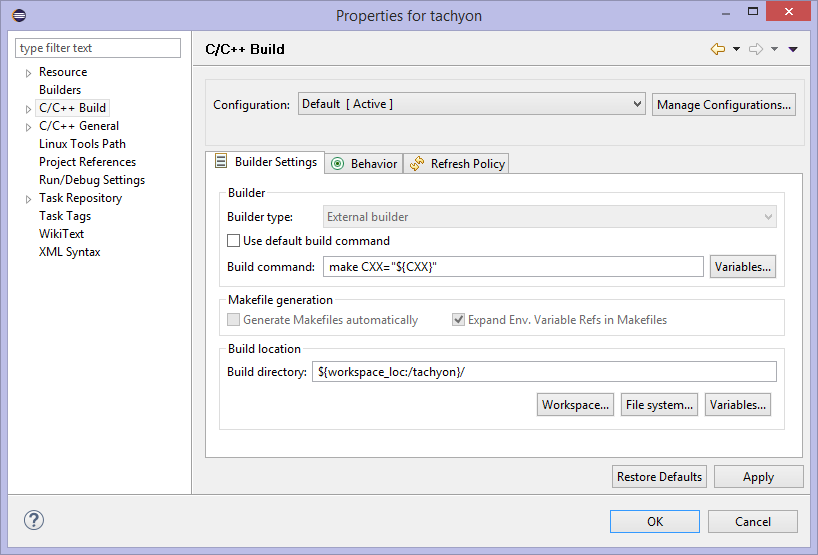 Properties for tachyon
type filter text
Resource
Builders
C/C++ Build
C/C++ General
Linux Tools Path
Project References
Run/Debug Settings
Task Repository
Task Tags
WikiText
XML Syntax
C/C++ Build
Configuration: Default [ Active ] Manage Configurations...
Builder Settings Behavior Refresh Policy
Builder
Builder type: External builder
Use default build command
Build command: make CXX="${CXX}" Variables...
Makefile generation
Generate Makefiles automatically Expand Env. Variable Refs in Makefiles
Build location
Build directory: ${workspace_loc:/tachyon}/
Workspace... File system... Variables...
Restore Defaults Apply
? OK Cancel